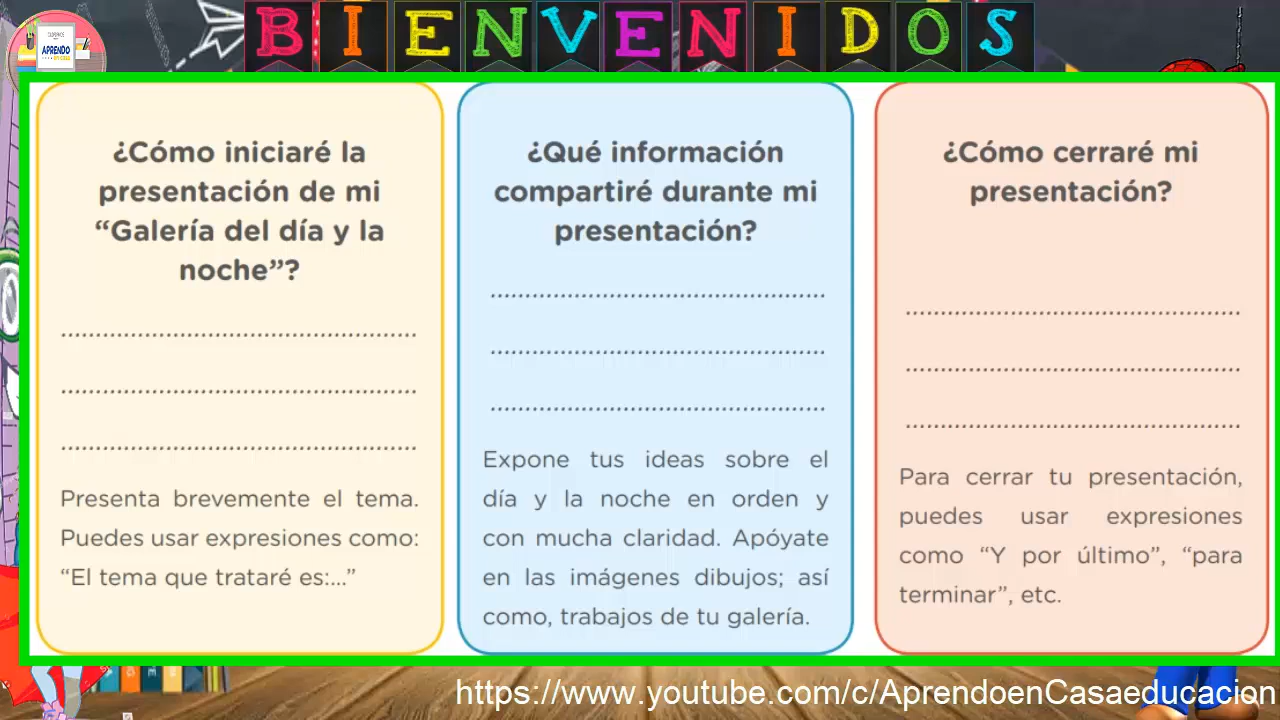 BIENVENIDOS
APRENDO
¿Cómo iniciaré la
presentación de mi
“Galería del día y la
noche”?
Presenta brevemente el tema.
Puedes usar expresiones como:
“El tema que trataré es:...”
¿Qué información
compartiré durante mi
presentación?
Expone tus ideas sobre el
día y la noche en orden y
con mucha claridad. Apóyate
en las imágenes dibujos; así
como, trabajos de tu galería.
¿Cómo cerraré mi
presentación?
Para cerrar tu presentación,
puedes usar expresiones
como “Y por último”, “para
terminar”, etc.
https://www.youtube.com/c/AprendoenCasaeducacion